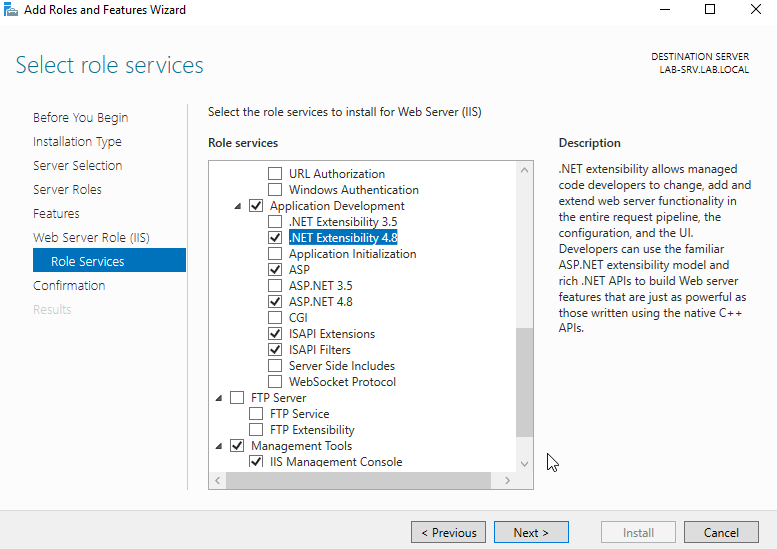 Add Roles and Features Wizard
Select role services
DESTINATION SERVER
LAB-SRV.LAB.LOCAL
Before You Begin
Installation Type
Server Selection
Server Roles
Features
Web Server Role (IIS)
Role Services
Confirmation
Results
Select the role services to install for Web Server (IIS)
Role services
URL Authorization
Windows Authentication
Application Development
.NET Extensibility 3.5
.NET Extensibility 4.8
Application Initialization
ASP
ASP.NET 3.5
ASP.NET 4.8
CGI
ISAPI Extensions
ISAPI Filters
Server Side Includes
WebSocket Protocol
FTP Server
FTP Service
FTP Extensibility
Management Tools
IIS Management Console
Description
.NET extensibility allows managed
code developers to change, add and
extend web server functionality in
the entire request pipeline, the
configuration, and the UI.
Developers can use the familiar
ASP.NET extensibility model and
rich .NET APIs to build Web server
features that are just as powerful as
those written using the native C++
APIs.
< Previous
Next >
Install
Cancel